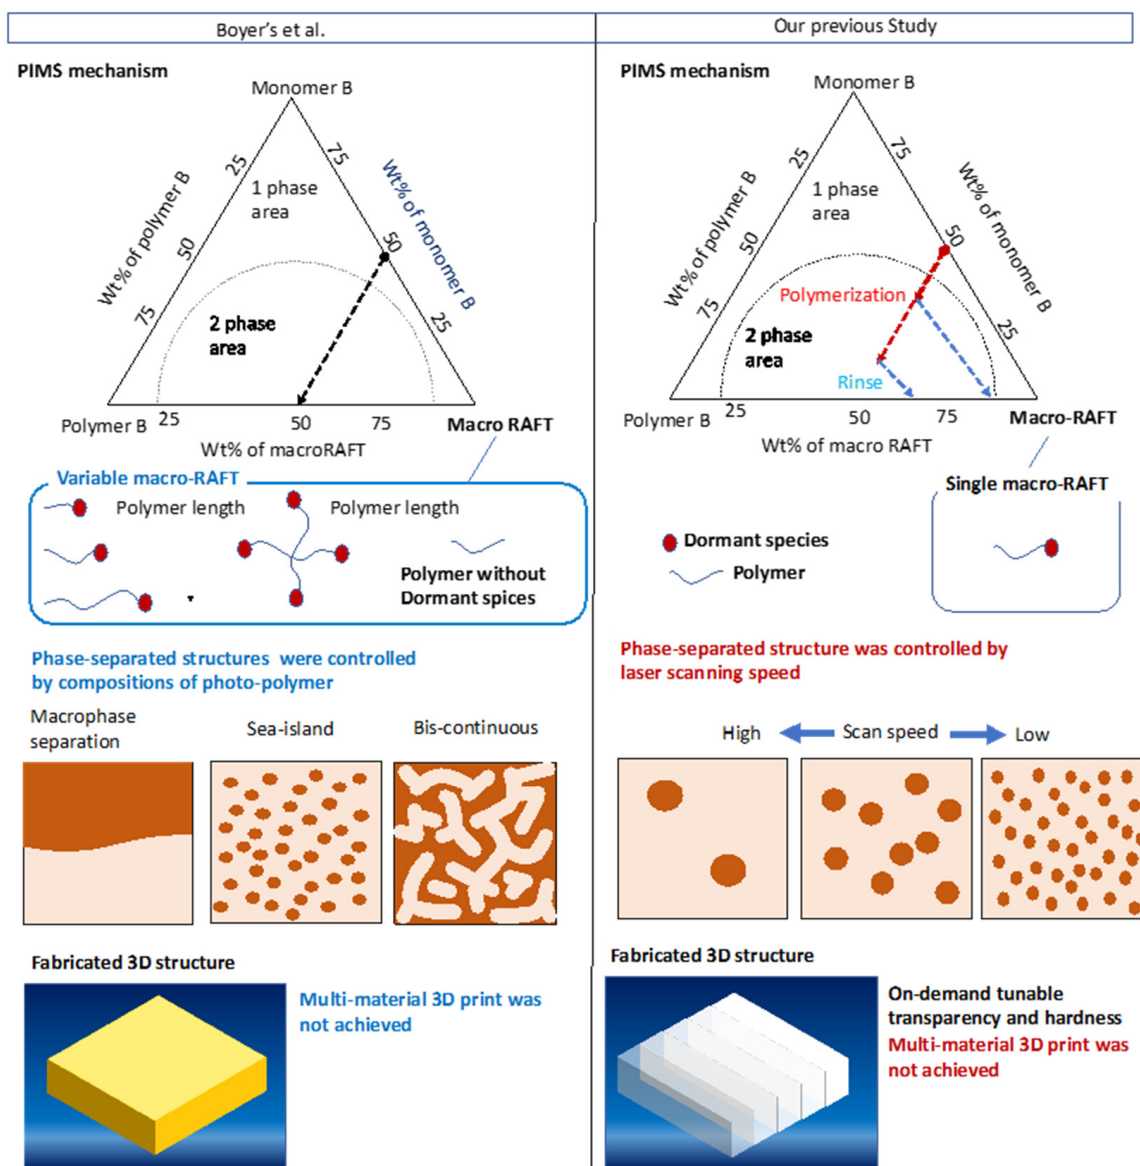 Boyer's et al.
PIMS mechanism
Monomer B
25
75
Wt% of polymer B
Wt% of monomer B
1 phase
area
50
50
75
25
2 phase
area
Polymer B
25
50
75
Macro RAFT
Wt% of macroRAFT
Variable macro-RAFT
Polymer length
Polymer length
Polymer without
Dormant spices
Phase-separated structures were controlled
by compositions of photo-polymer
Macrophase
separation
Sea-island
Bis-continuous
Fabricated 3D structure
Multi-material 3D print was
not achieved
Our previous Study
PIMS mechanism
Monomer B
25
75
Wt% of polymer B
Wt% of monomer B
1 phase
area
50
50
75
25
Polymerization
2 phase
area
Rinse
Polymer B
25
50
75
Macro-RAFT
Wt% of macro RAFT
Single macro-RAFT
Dormant species
Polymer
Phase-separated structure was controlled by
laser scanning speed
High
Scan speed
Low
Fabricated 3D structure
On-demand tunable
transparency and hardness
Multi-material 3D print was
not achieved